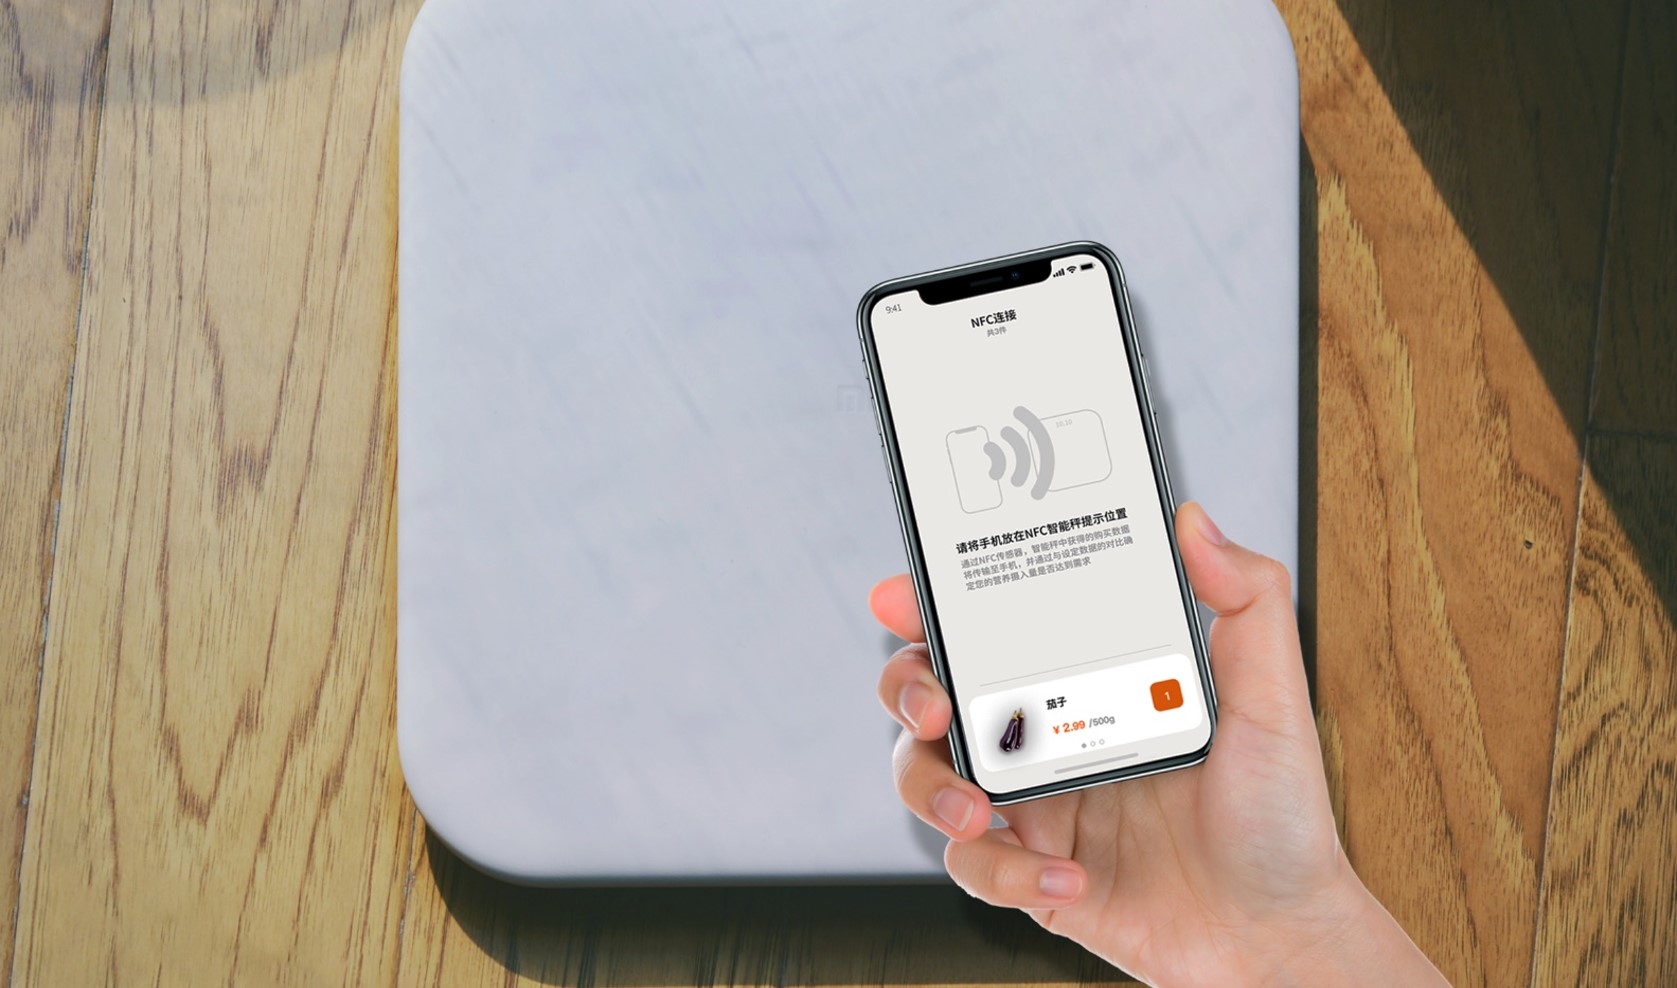 9:41
NFC连接
共3件
10.10
请将手机放在NFC智能秤提示位置
通过NFC传感器，智能秤中获得的购买数据
将传输至手机，并通过与设定数据的对比确
定您的营养摄入量是否达到需求
茄子
1
¥ 2.99 /500g